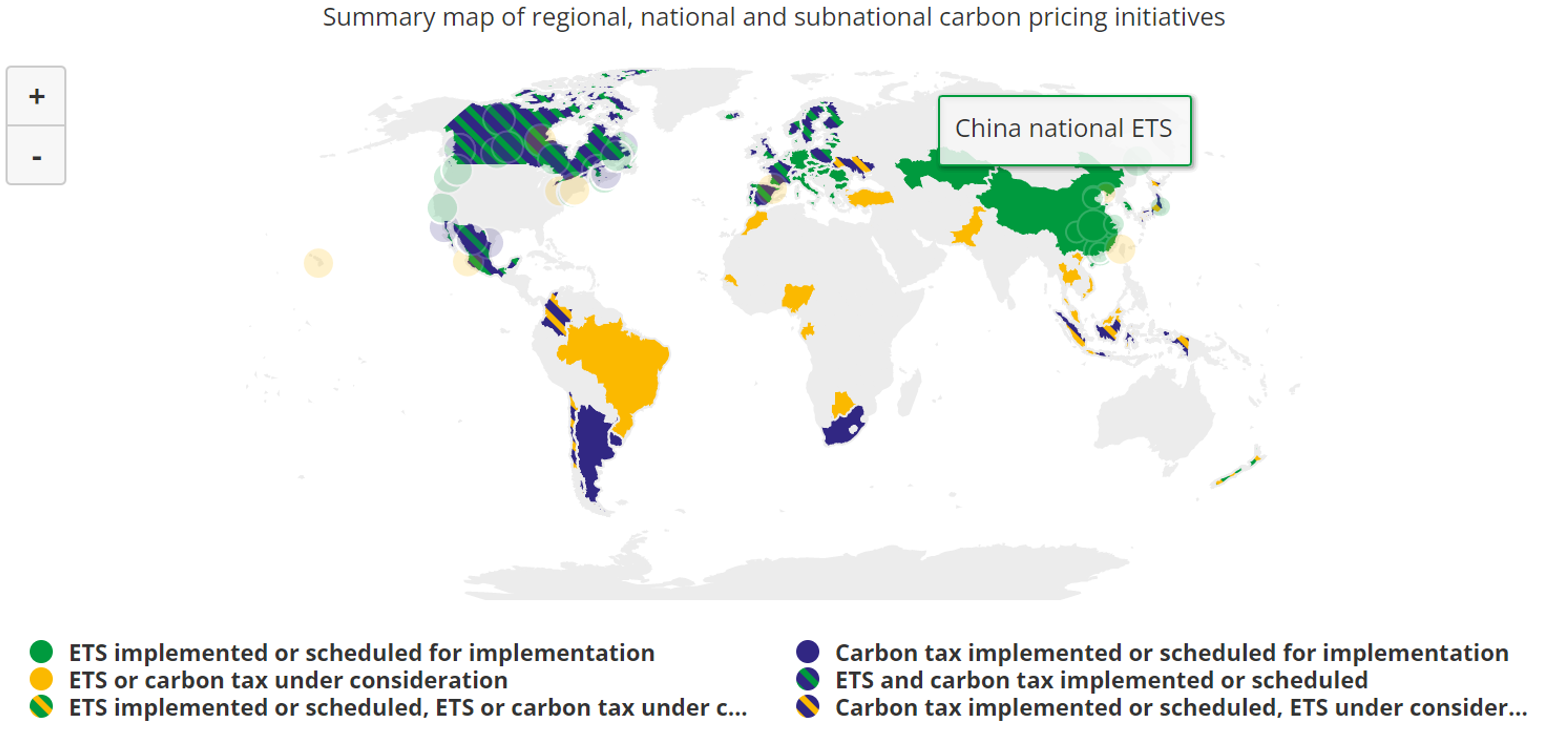 Summary map of regional, national and subnational carbon pricing initiatives
+
-
China national ETS
ETS implemented or scheduled for implementation
ETS or carbon tax under consideration
ETS implemented or scheduled, ETS or carbon tax under c...
Carbon tax implemented or scheduled for implementation
ETS and carbon tax implemented or scheduled
Carbon tax implemented or scheduled, ETS under consider...